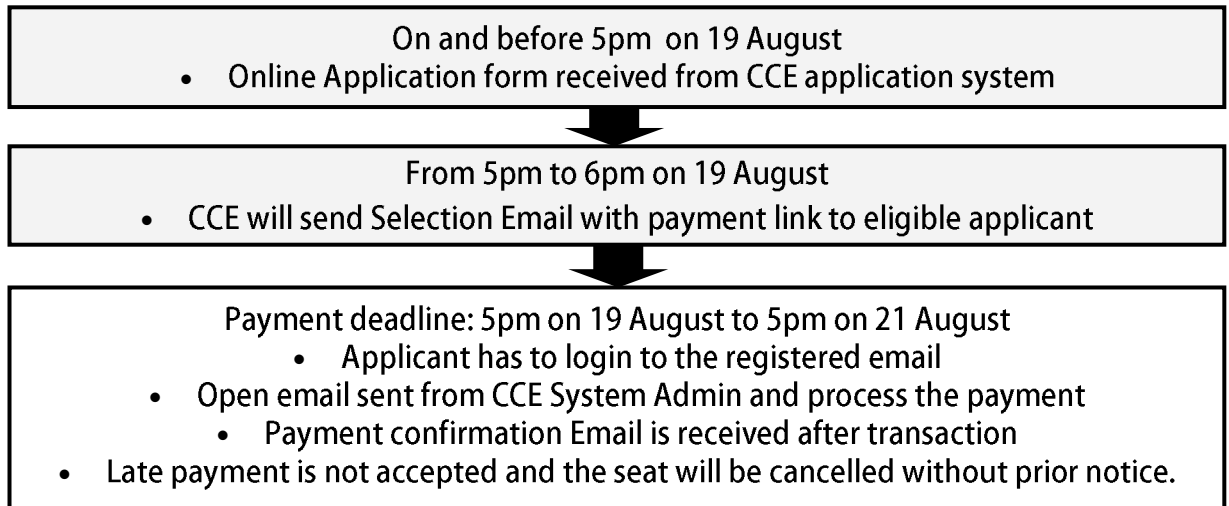 On and before 5pm on 19 August
• Online Application form received from CCE application system
From 5pm to 6pm on 19 August
• CCE will send Selection Email with payment link to eligible applicant
Payment deadline: 5pm on 19 August to 5pm on 21 August
• Applicant has to login to the registered email
• Open email sent from CCE System Admin and process the payment
• Payment confirmation Email is received after transaction
• Late payment is not accepted and the seat will be cancelled without prior notice.